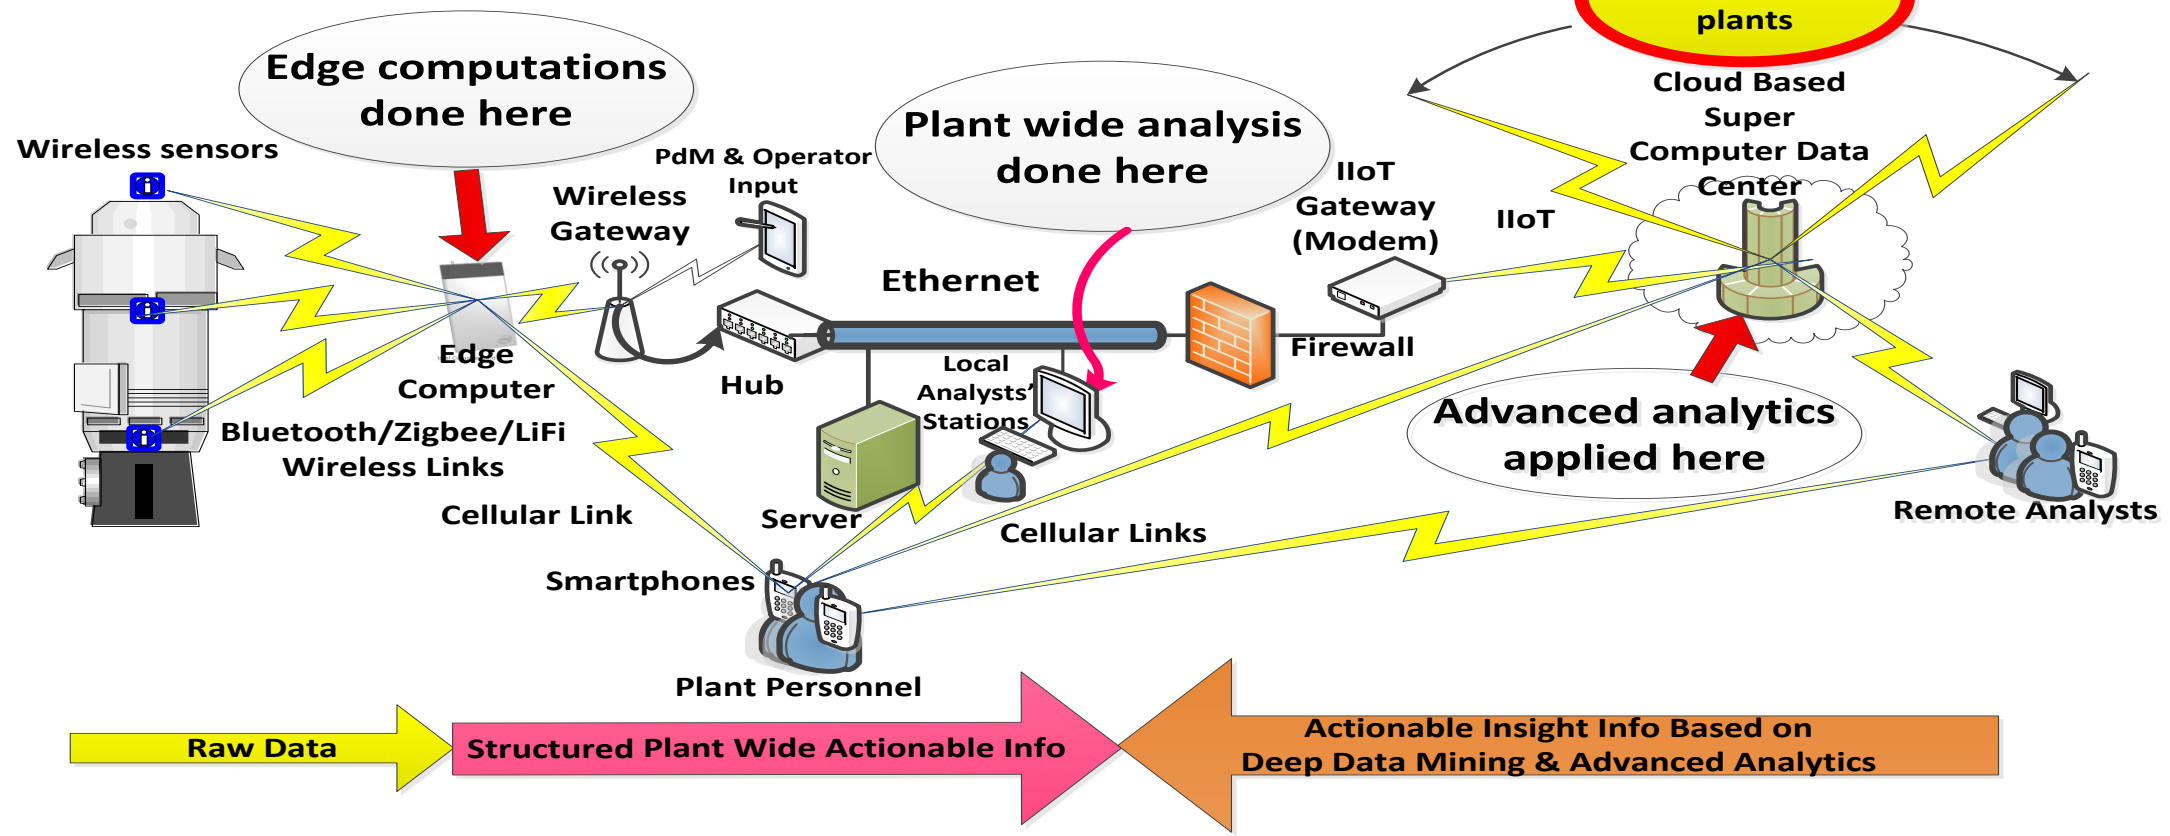 plants
Edge computations
done here
Plant wide analysis
done here
Cloud Based
Super
Computer Data
Center
Wireless sensors
PdM & Operator
Input
Wireless
Gateway
IIoT
Gateway
(Modem)
IIoT
Ethernet
Edge
Computer
Hub
Local
Analysts’
Stations
Firewall
Advanced analytics
applied here
Bluetooth/Zigbee/LiFi
Wireless Links
Cellular Link
Server
Cellular Links
Remote Analysts
Smartphones
Plant Personnel
Raw Data
Structured Plant Wide Actionable Info
Actionable Insight Info Based on
Deep Data Mining & Advanced Analytics